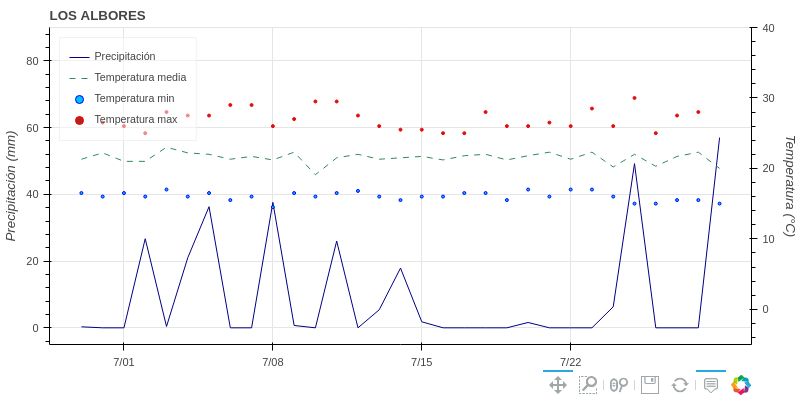 LOS ALBORES
Precipitación
Temperatura media
Temperatura min
Temperatura max
Precipitación (mm)
80
60
40
20
0
40
30
20
10
0
Temperatura (°C)
7/01
7/08
7/15
7/22